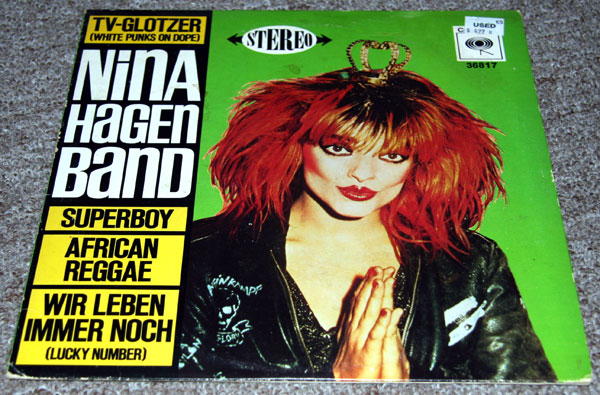 TV-GLOTZER
(WHITE PUNKS ON DOPE)
NiNA
HAGEN
BAND
SUPERBOY
AFRICAN
REGGAE
WIR LEBEN
IMMER NOCH
(LUCKY NUMBER)
STEREO
USED
36817